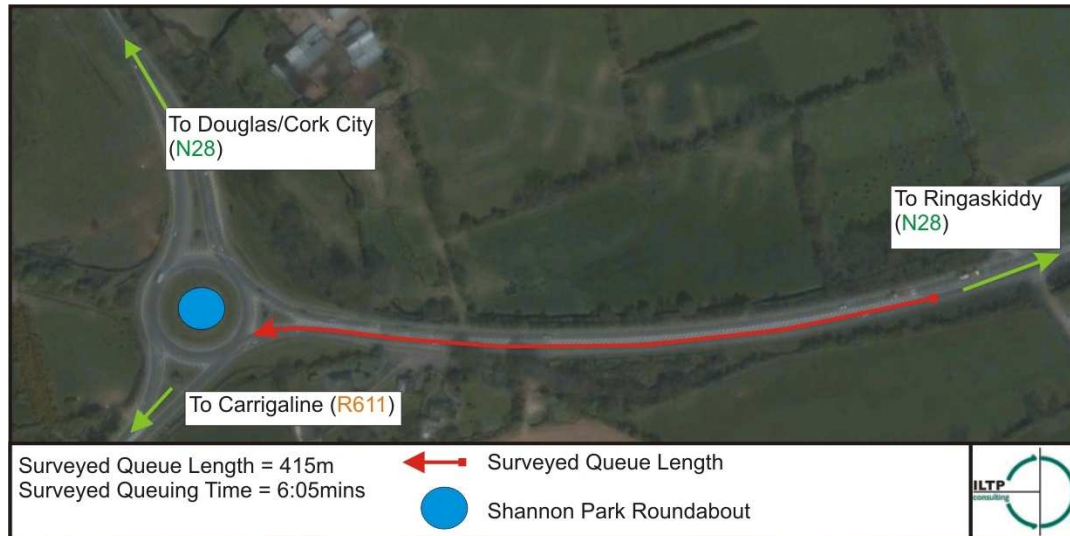 To Douglas/Cork City
(N28)
To Ringaskiddy
(N28)
To Carrigaline (R611)
Surveyed Queue Length = 415m
Surveyed Queuing Time = 6:05mins
Surveyed Queue Length
Shannon Park Roundabout
ILTP
consulting